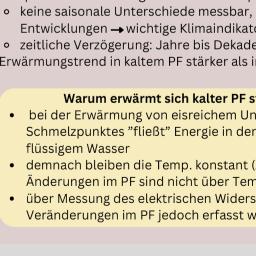 keine saisonale Unterschiede messbar,
Entwicklungen → wichtige Klimaindikat
zeitliche Verzögerung: Jahre bis Dekade
Erwärmungstrend in kaltem PF stärker als i
Warum erwärmt sich kalter PF s
bei der Erwärmung von eisreichem Un
Schmelzpunktes ”fließt” Energie in der
flüssigem Wasser
demnach bleiben die Temp. konstant (
Änderungen im PF sind nicht über Tem
über Messung des elektrischen Widers
Veränderungen im PF jedoch erfasst w